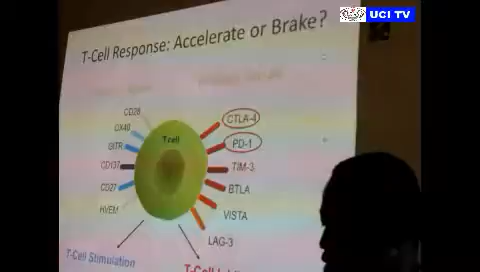 UCI TV
T-Cell Response: Accelerate or Brake?
CD28
OX40
GITR
CD137
CD27
HVEM
T cell
CTLA-4
PD-1
TIM-3
BTLA
VISTA
LAG-3
T-Cell Stimulation
T-Cell